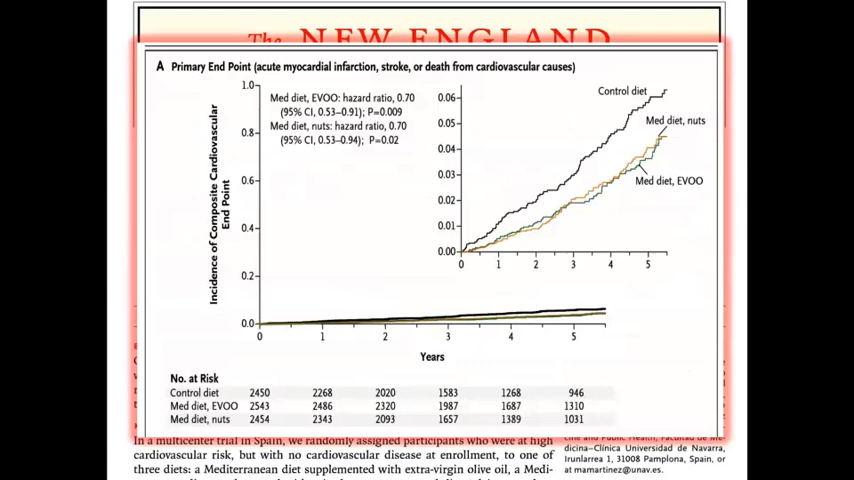 The NEW ENGLAND
A Primary End Point (acute myocardial infarction, stroke, or death from cardiovascular causes)
Incidence of Composite Cardiovascular
End Point
1.0
0.8
0.6
0.4
0.2
0.0
Med diet, EVOO: hazard ratio, 0.70
(95% CI, 0.53–0.91); P=0.009
Med diet, nuts: hazard ratio, 0.70
(95% CI, 0.53–0.94); P=0.02
0.06
0.05
0.04
0.03
0.02
0.01
0.00
Control diet
Med diet, nuts
Med diet, EVOO
0 1 2 3 4 5
0 1 2 3 4 5
Years
No. at Risk
Control diet 2450 2268 2020 1583 1268 946
Med diet, EVOO 2543 2486 2320 1987 1687 1310
Med diet, nuts 2454 2343 2093 1657 1389 1031
In a multicenter trial in Spain, we randomly assigned participants who were at high
cardiovascular risk, but with no cardiovascular disease at enrollment, to one of
three diets: a Mediterranean diet supplemented with extra-virgin olive oil, a Medi-
cine and Public Health, Facultad de Me-
dicina–Clínica Universidad de Navarra,
Irunlarrea 1, 31008 Pamplona, Spain, or
at mamartinez@unav.es.